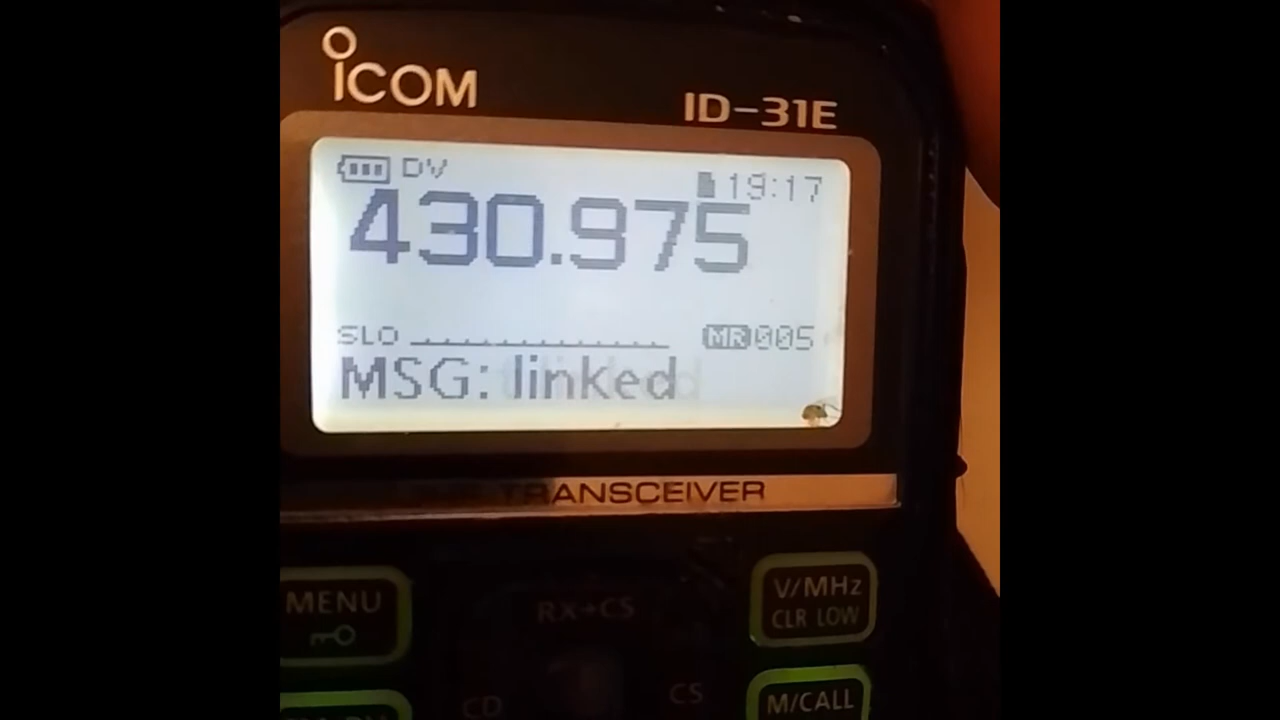 ICOM
ID-31E
DV
19:17
430.975
SLO
MR 005
MSG: linked
TRANSCEIVER
MENU
RX→CS
V/MHz
CLR LOW
CD
CS
M/CALL